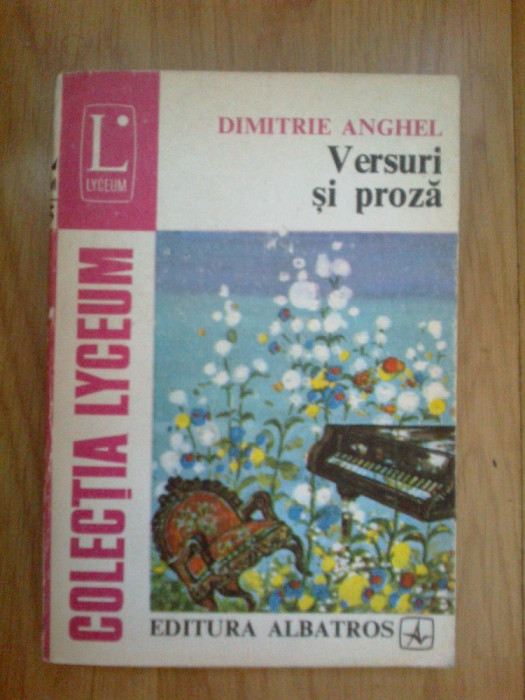 L
LYCEUM
DIMITRIE ANGHEL
Versuri
și proză
COLECȚIA LYCEUM
EDITURA ALBATROS